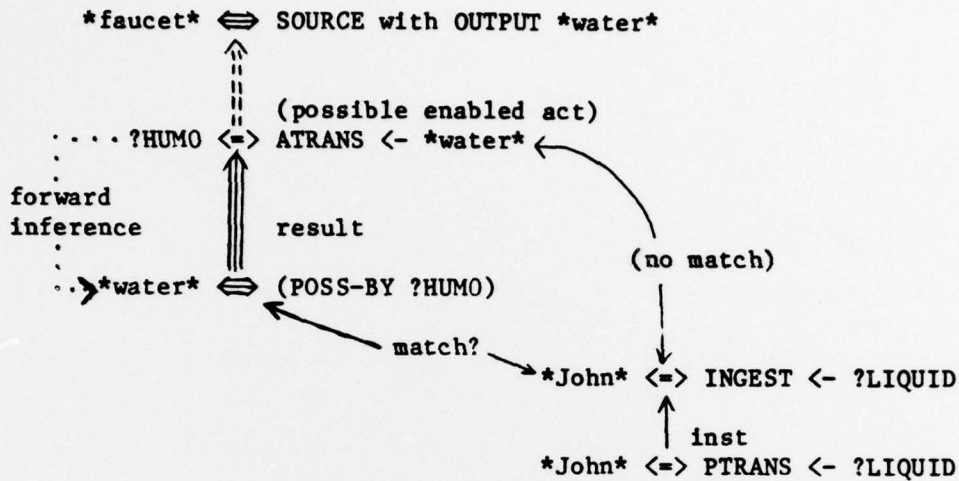 *faucet* <=> SOURCE with OUTPUT *water*
(possible enabled act)
?HUMO <=> ATRANS <- *water*
forward
inference
result
(no match)
*water* <=> (POSS-BY ?HUMO)
match?
*John* <=> INGEST <- ?LIQUID
inst
*John* <=> PTRANS <- ?LIQUID